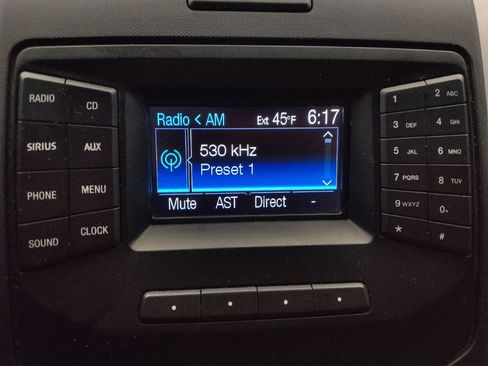 RADIO
CD
SIRIUS
AUX
PHONE
MENU
SOUND
CLOCK
Radio < AM Ext 45°F 6:17
530 kHz
Preset 1
Mute AST Direct -
1
2 ABC
3 DEF
4 GHI
5 JKL
6 MNO
7 PQRS
8 TUV
9 WXYZ
0+
*
#